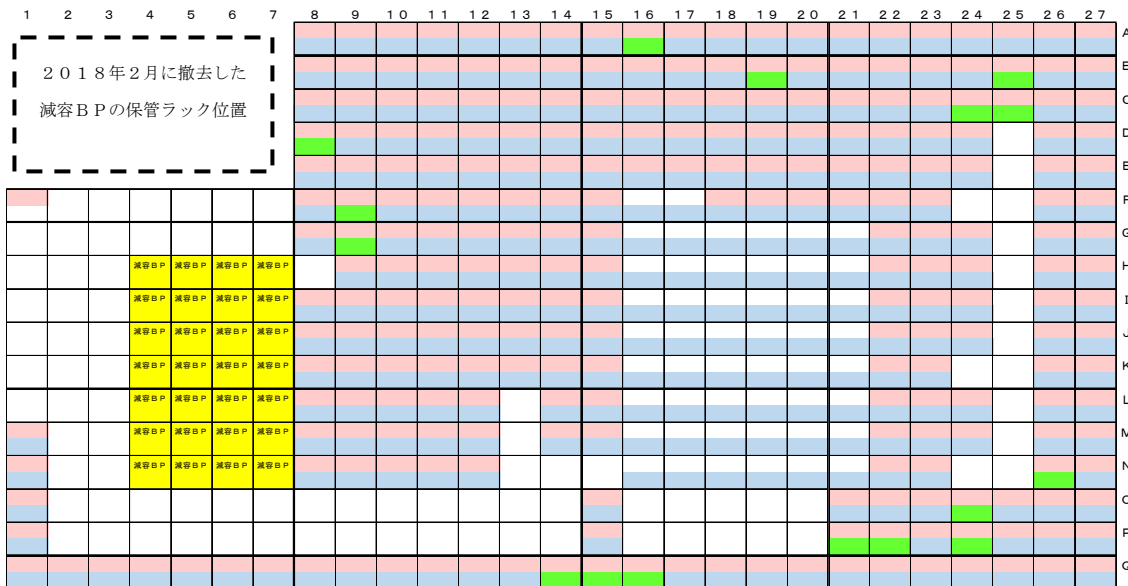 １ ２ ３ ４ ５ ６ ７ ８ ９ １０ １１ １２ １３ １４ １５ １６ １７ １８ １９ ２０ ２１ ２２ ２３ ２４ ２５ ２６ ２７
A
２０１８年２月に撤去した
減容ＢＰの保管ラック位置
D
F
減容ＢＰ 減容ＢＰ 減容ＢＰ 減容ＢＰ H
減容ＢＰ 減容ＢＰ 減容ＢＰ 減容ＢＰ I
減容ＢＰ 減容ＢＰ 減容ＢＰ 減容ＢＰ J
減容ＢＰ 減容ＢＰ 減容ＢＰ 減容ＢＰ K
減容ＢＰ 減容ＢＰ 減容ＢＰ 減容ＢＰ L
減容ＢＰ 減容ＢＰ 減容ＢＰ 減容ＢＰ M
減容ＢＰ 減容ＢＰ 減容ＢＰ 減容ＢＰ N
P